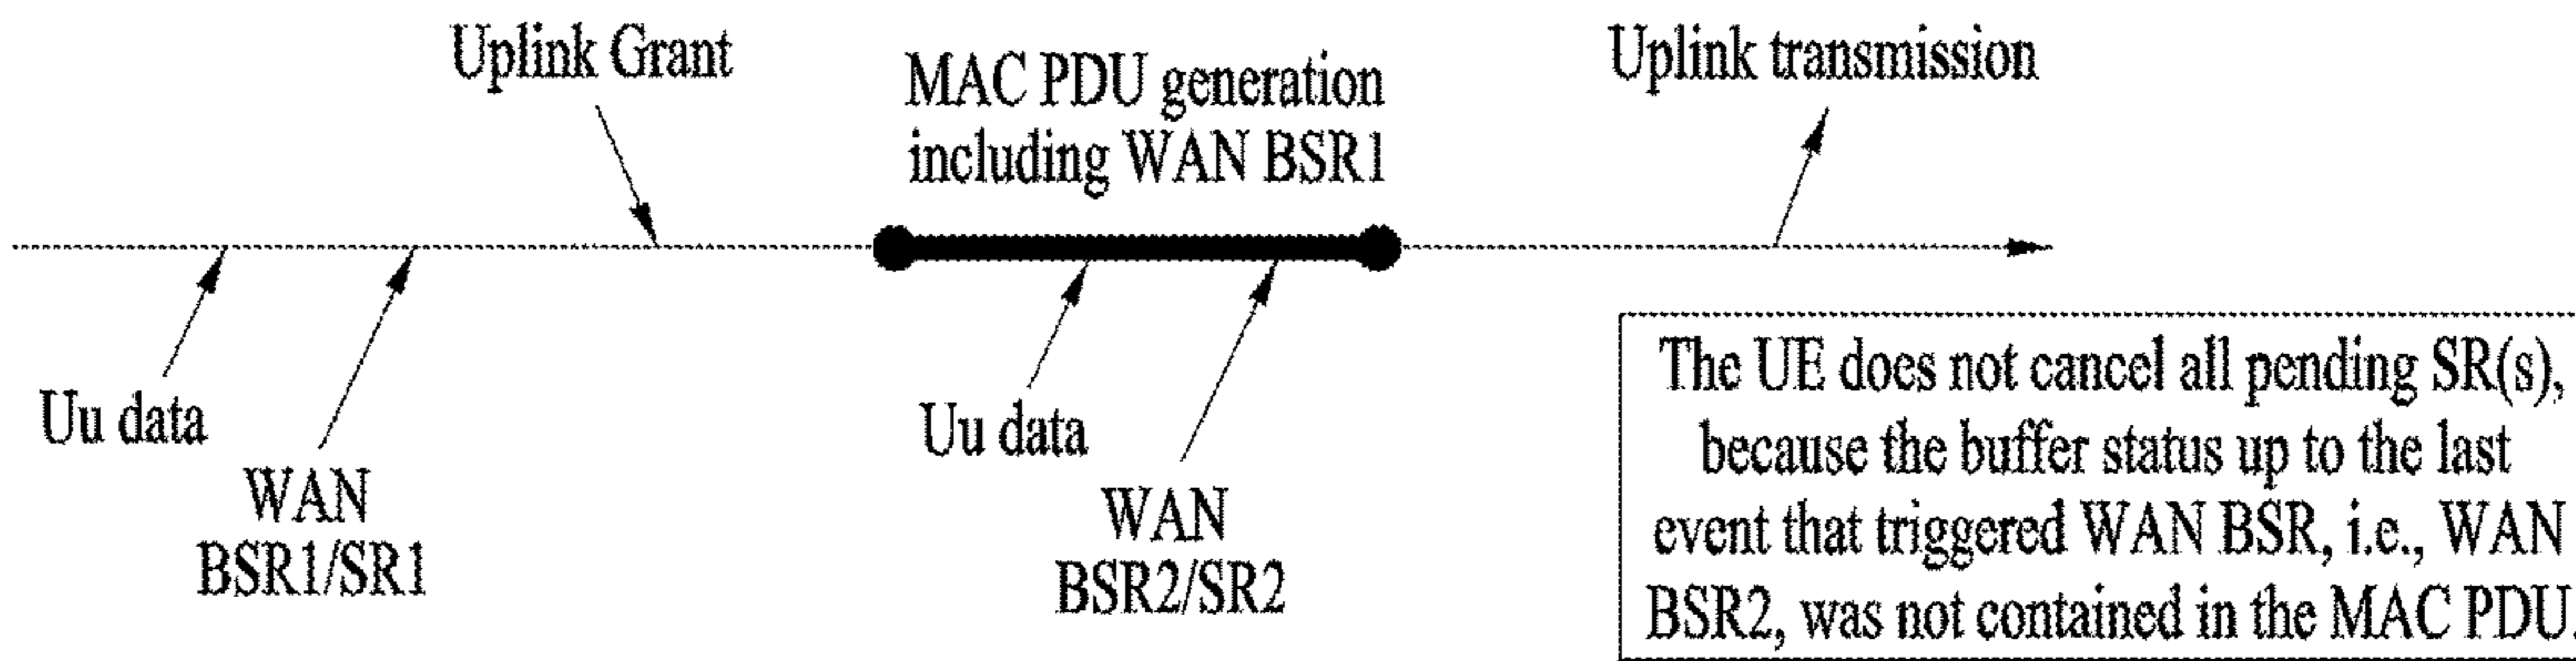 Uplink Grant
MAC PDU generation
including WAN BSR1
Uplink transmission
Uu data
WAN
BSR1/SR1
Uu data
WAN
BSR2/SR2
The UE does not cancel all pending SR(s),
because the buffer status up to the last
event that triggered WAN BSR, i.e., WAN
BSR2, was not contained in the MAC PDU.